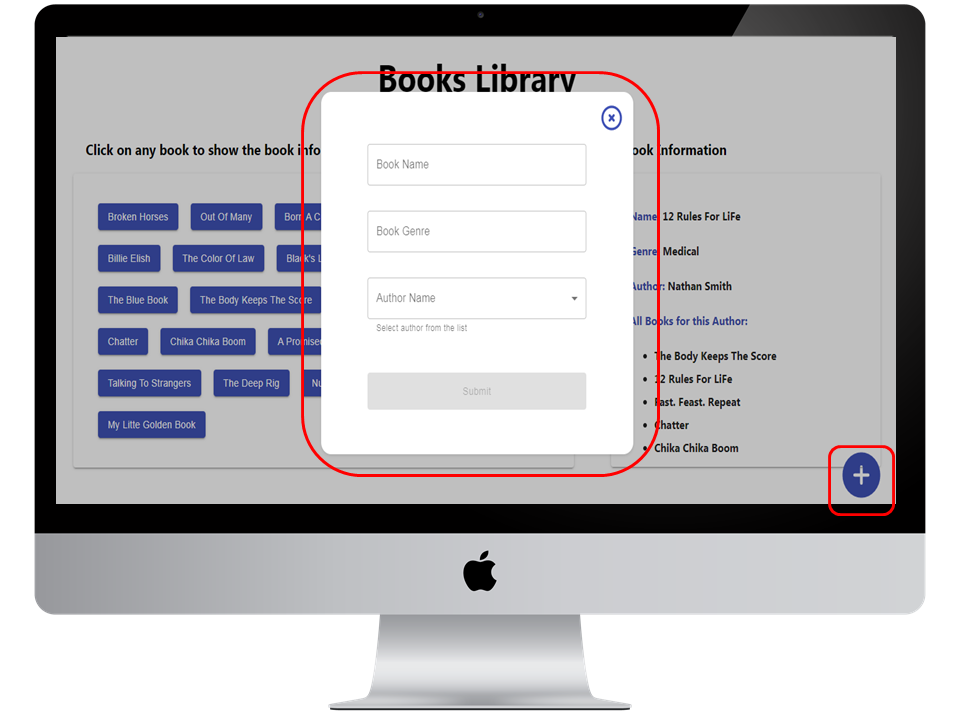 Books Library
Click on any book to show the book info
Broken Horses
Out Of Many
Born A C
Billie Elish
The Color Of Law
Black's L
The Blue Book
The Body Keeps The Score
Chatter
Chika Chika Boom
A Promised
Talking To Strangers
The Deep Rig
Nu
My Litte Golden Book
Book Name
Book Genre
Author Name
Select author from the list
Submit
ook Information
Name: 12 Rules For LiFe
Genre: Medical
Author: Nathan Smith
All Books for this Author:
The Body Keeps The Score
12 Rules For LiFe
Fast. Feast. Repeat
Chatter
Chika Chika Boom